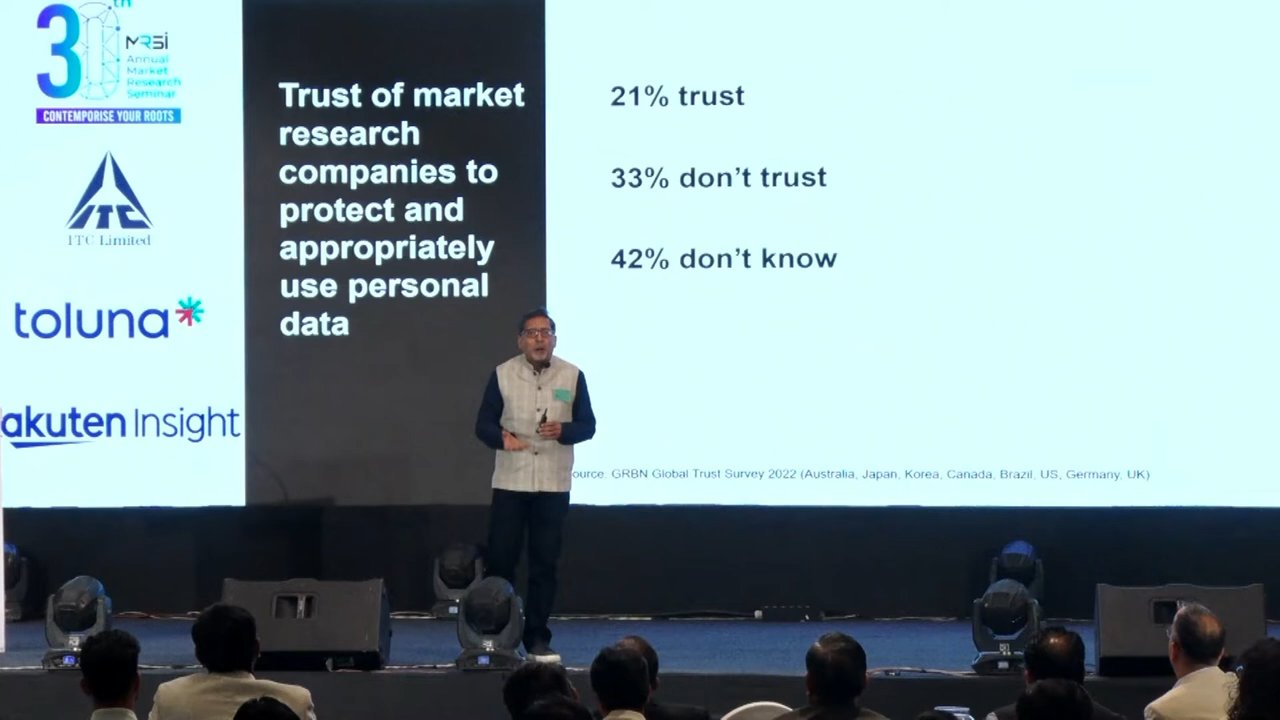 30th
MRSI
Annual
Market
Research
Seminar
CONTEMPORISE YOUR ROOTS
ITC
ITC Limited
toluna
akuten Insight
Trust of market
research
companies to
protect and
appropriately
use personal
data
21% trust
33% don’t trust
42% don’t know
ource: GRBN Global Trust Survey 2022 (Australia, Japan, Korea, Canada, Brazil, US, Germany, UK)